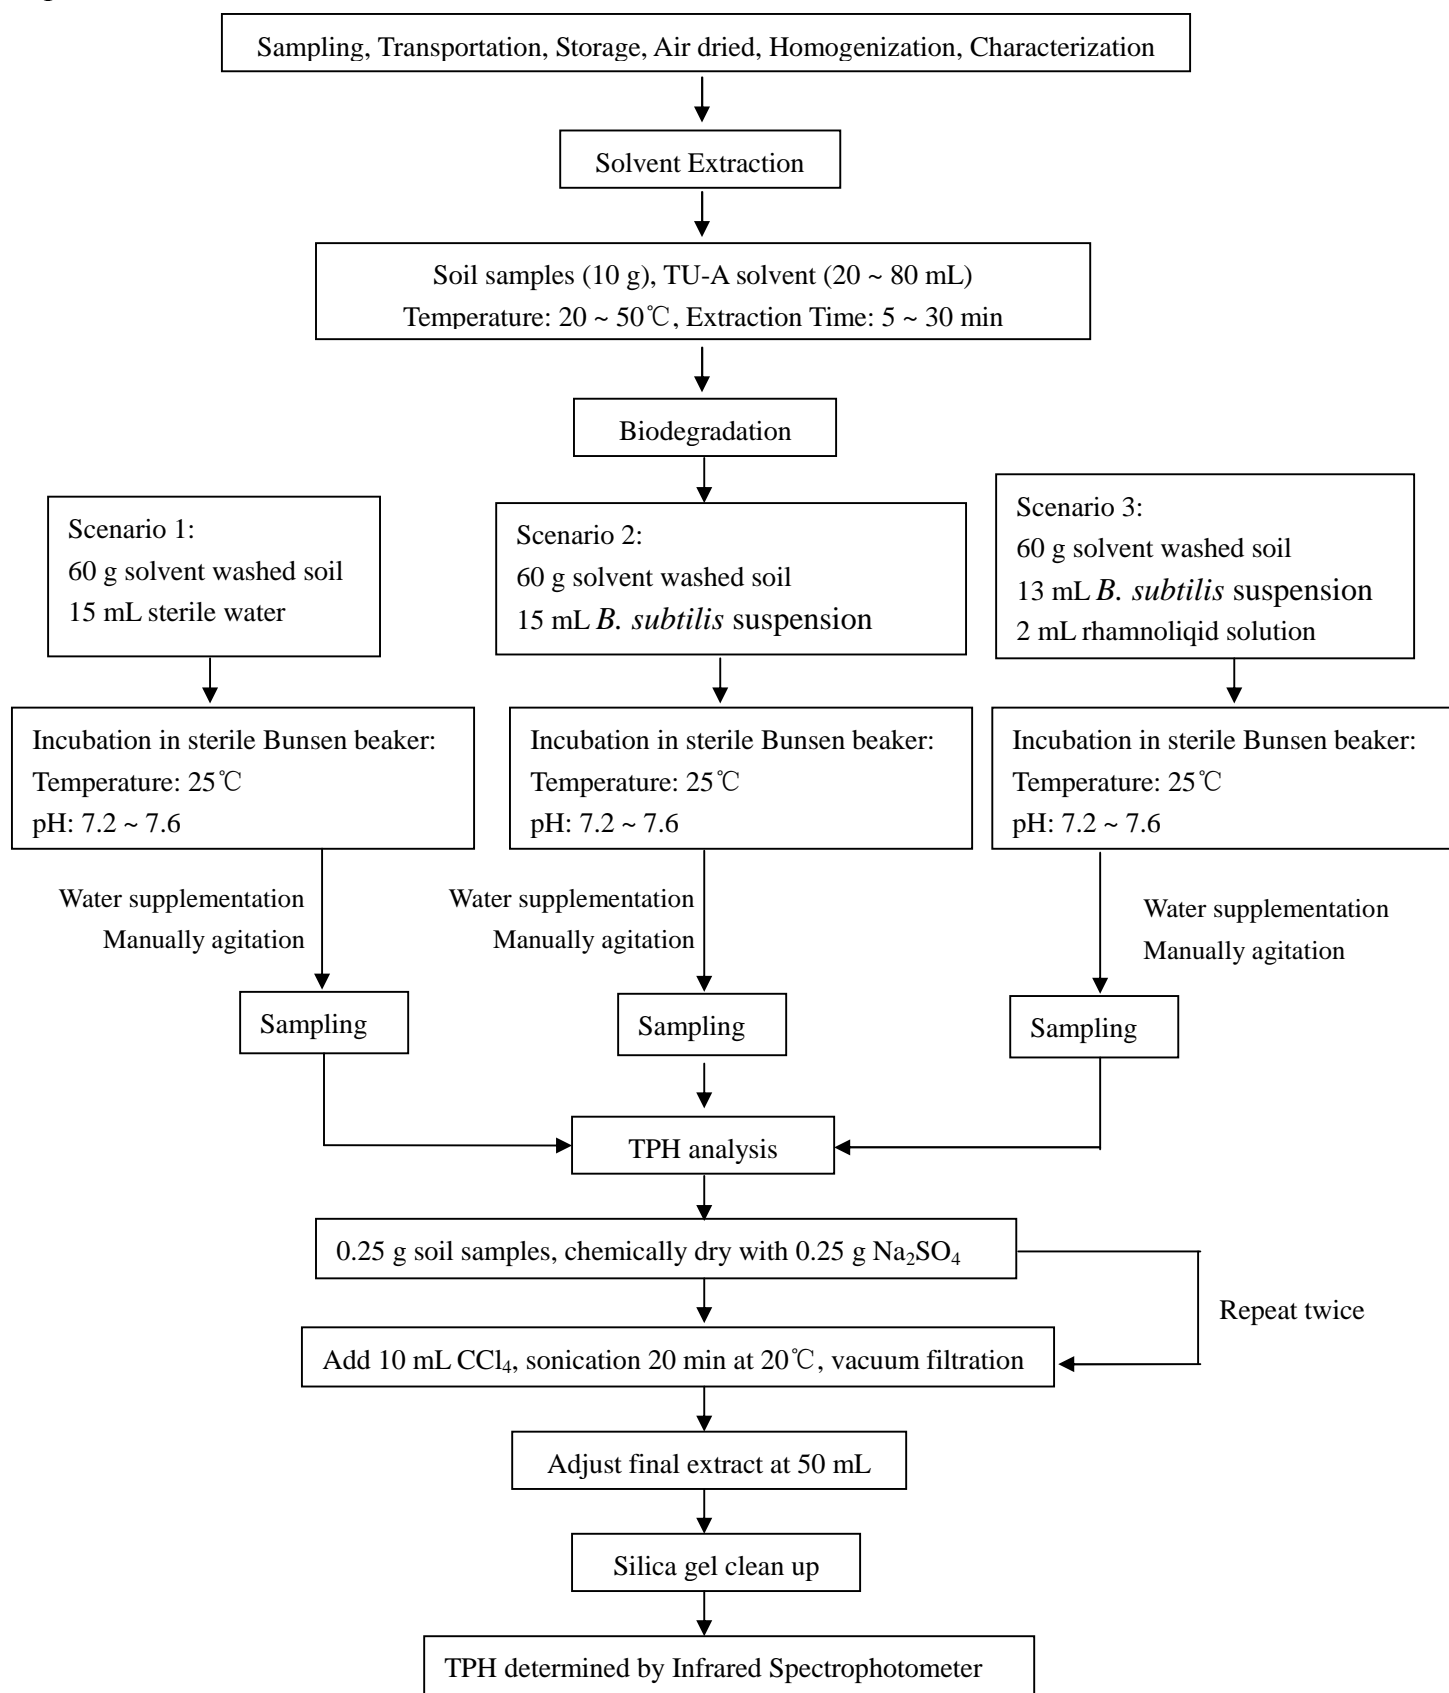 Sampling, Transportation, Storage, Air dried, Homogenization, Characterization
Solvent Extraction
Soil samples (10 g), TU-A solvent (20 ~ 80 mL)
Temperature: 20 ~ 50℃, Extraction Time: 5 ~ 30 min
Biodegradation
Scenario 1:
60 g solvent washed soil
15 mL sterile water
Scenario 2:
60 g solvent washed soil
15 mL B. subtilis suspension
Scenario 3:
60 g solvent washed soil
13 mL B. subtilis suspension
2 mL rhamnoliqid solution
Incubation in sterile Bunsen beaker:
Temperature: 25℃
pH: 7.2 ~ 7.6
Incubation in sterile Bunsen beaker:
Temperature: 25℃
pH: 7.2 ~ 7.6
Incubation in sterile Bunsen beaker:
Temperature: 25℃
pH: 7.2 ~ 7.6
Water supplementation
Manually agitation
Water supplementation
Manually agitation
Water supplementation
Manually agitation
Sampling
Sampling
Sampling
TPH analysis
0.25 g soil samples, chemically dry with 0.25 g Na₂SO₄
Repeat twice
Add 10 mL CCl₄, sonication 20 min at 20℃, vacuum filtration
Adjust final extract at 50 mL
Silica gel clean up
TPH determined by Infrared Spectrophotometer